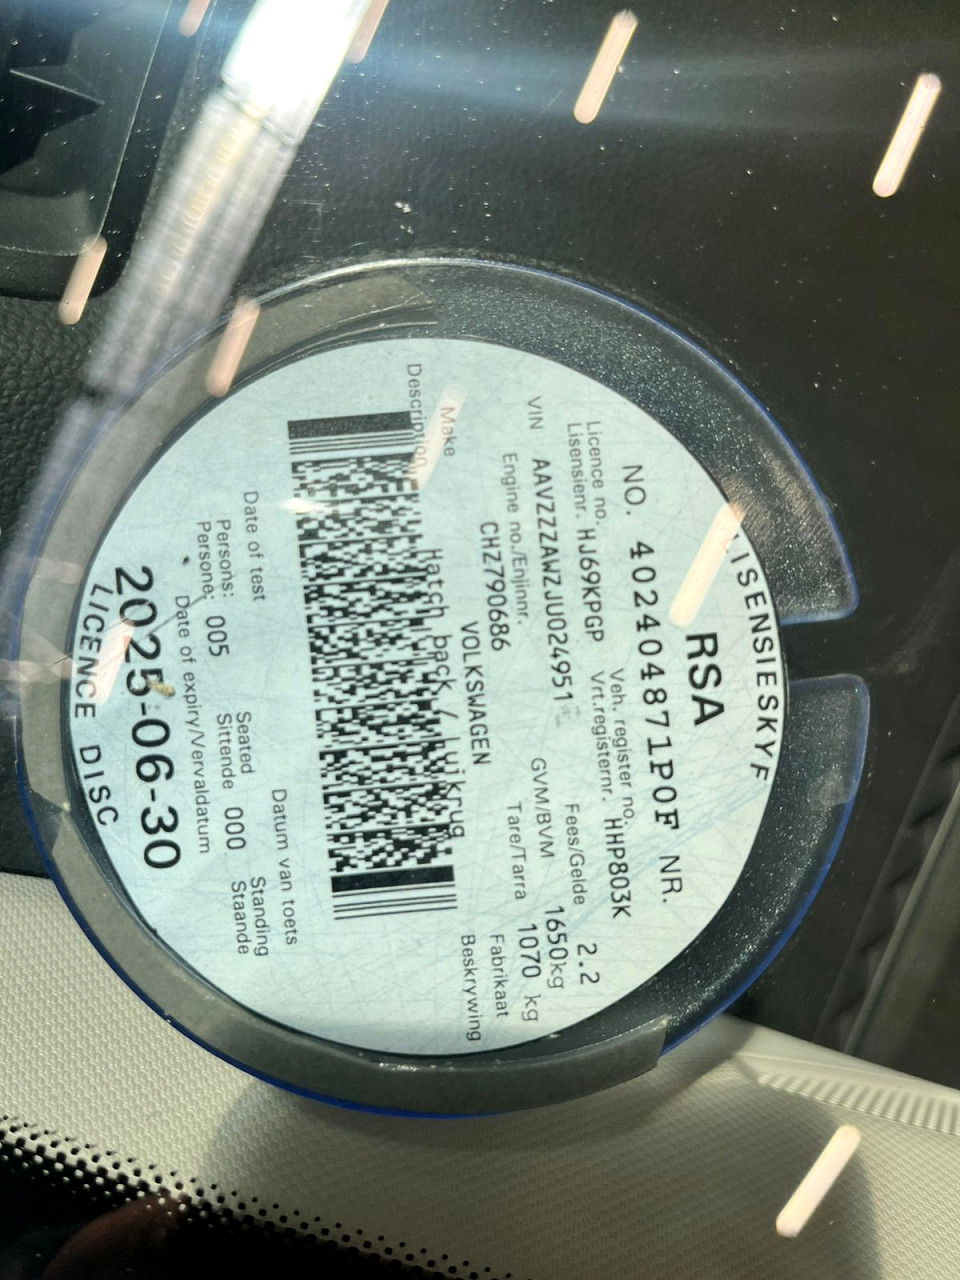 LISENSIESKYF
RSA
NO. 402404871P0F NR.
Licence no. Veh. register no.
Lisensienr. HJ69KPGP Vrt.registernr. HHP803K
Fees/Gelde 2.2
VIN AAVZZZAWZJU024951 GVM/BVM 1650kg
Engine no./Enjinnr. Tare/Tarra 1070 kg
CHZ790686
Make VOLKSWAGEN Fabrikaat
Description Hatch back / Luikrug Beskrywing
Date of test Datum van toets
Persons: Seated Standing
Persone: 005 Sittende 000 Staande
Date of expiry/Vervaldatum
2025-06-30
LICENCE DISC